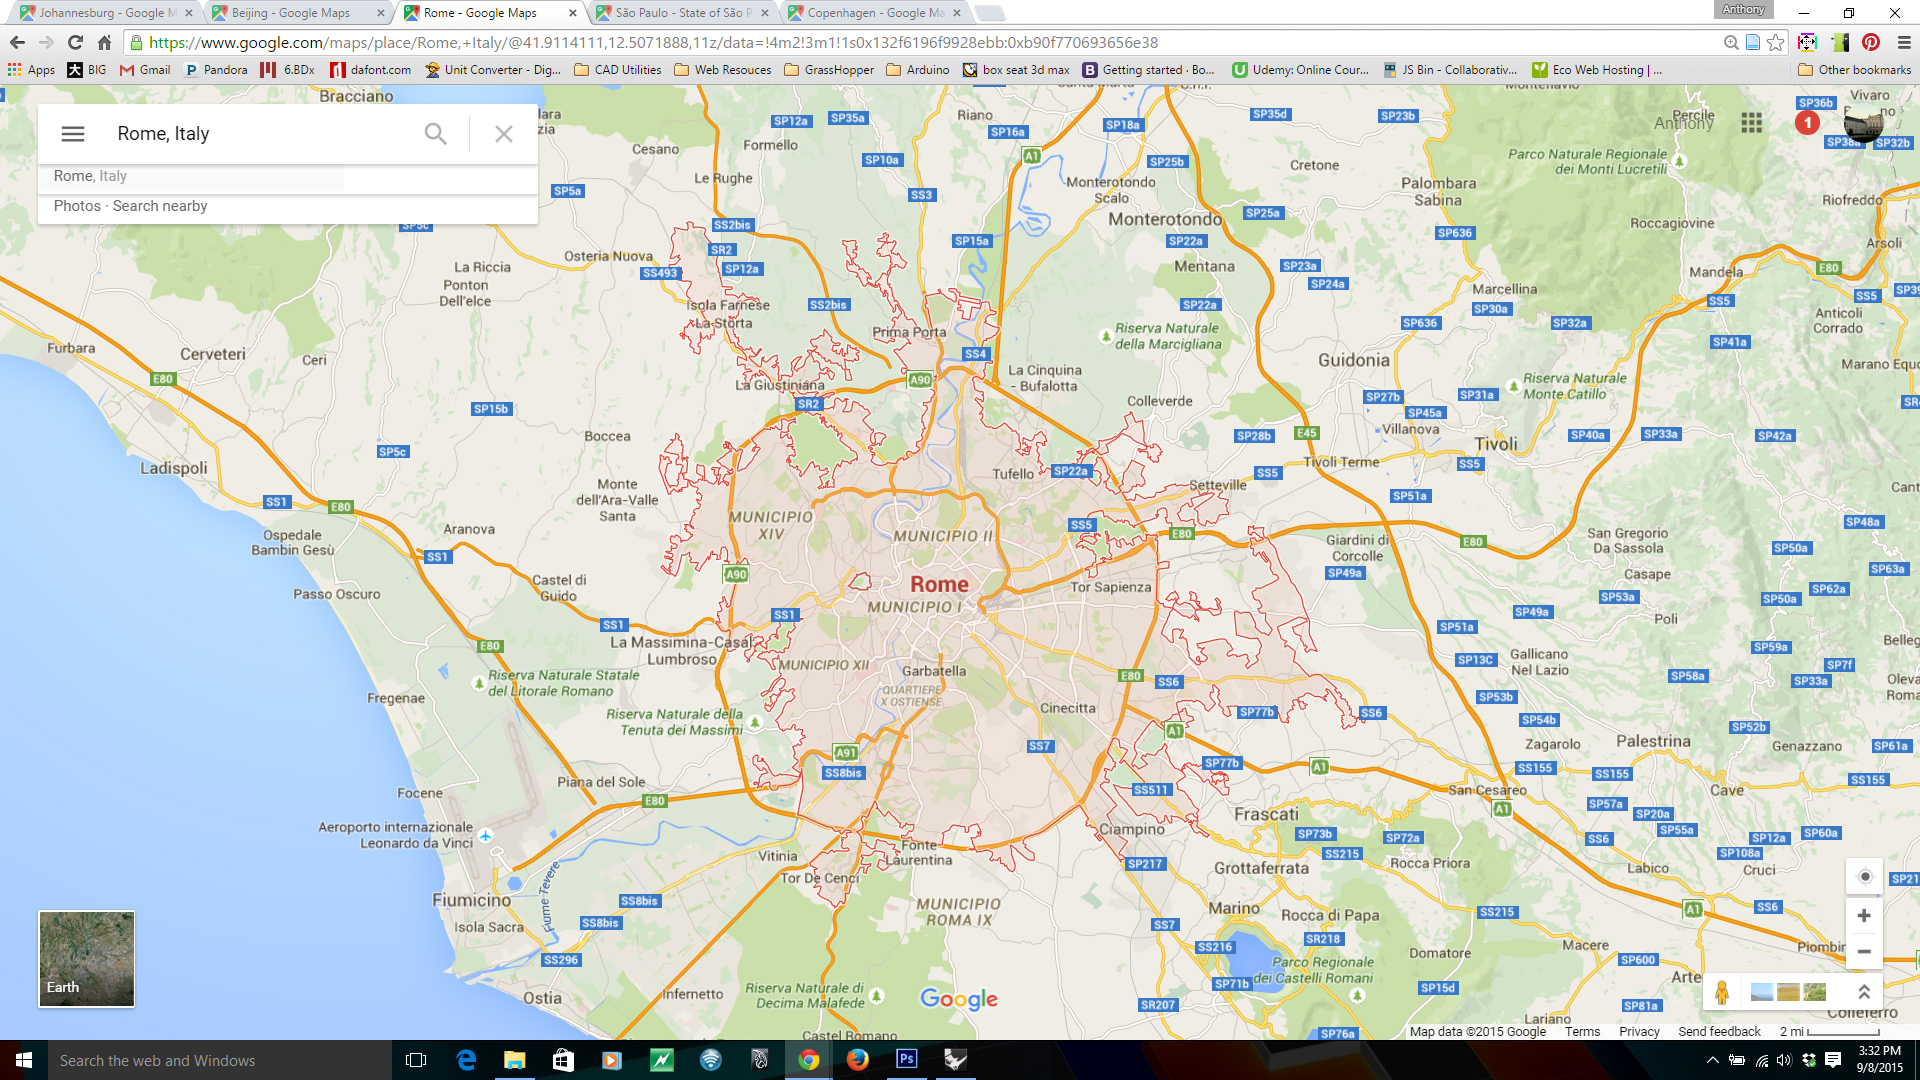 Johannesburg - Google M
Beijing - Google Maps
Rome - Google Maps
São Paulo - State of São P
Copenhagen - Google Ma
Anthony
https://www.google.com/maps/place/Rome,+Italy/@41.9114111,12.5071888,11z/data=!4m2!3m1!1s0x132f6196f9928ebb:0xb90f770693656e38
Apps
BIG
Gmail
Pandora
6.BDx
dafont.com
Unit Converter - Dig...
CAD Utilities
Web Resouces
GrassHopper
Arduino
box seat 3d max
Getting started · Bo...
Udemy: Online Cour...
JS Bin - Collaborativ...
Eco Web Hosting | ...
Other bookmarks
Rome, Italy
Rome, Italy
Photos · Search nearby
Anthony
1
Bracciano
Riano
Vivaro
Percile
SP12a
SP35a
SP16a
SP18a
SP35d
SP23b
SP36b
SP38a
SP32b
Formello
Cesano
SP10a
A1
SP25b
Cretone
Parco Naturale Regionale
dei Monti Lucretili
Le Rughe
SP5a
SS3
Monterotondo
Scalo
Palombara
Sabina
Riofreddo
Monterotondo
SP25a
Roccagiovine
SP5c
SS2bis
SR2
SP15a
SP22a
SP636
Arsoli
Osteria Nuova
La Riccia
Ponton
Dell'elce
SS493
SP12a
Mentana
SP23a
SP24a
Mandela
E80
Marcellina
SS5
SS5
SP39
Isola Farnese
La Storta
SS2bis
SP22a
SP30a
Anticoli
Corrado
Prima Porta
Riserva Naturale
della Marcigliana
SP636
SP32a
SP41a
Furbara
Cerveteri
Ceri
SS4
Guidonia
Marano Equo
E80
La Giustiniana
A90
La Cinquina
- Bufalotta
Riserva Naturale
Monte Catillo
SP15b
SR2
Colleverde
SP27b
SP31a
SP45a
Villanova
Boccea
SP28b
E45
Tivoli
SP40a
SP33a
SP42a
SP5c
Ladispoli
Tufello
SP22a
SS5
Tivoli Terme
SS5
Monte
dell'Ara-Valle
Santa
Setteville
SP51a
SS1
E80
Aranova
MUNICIPIO
XIV
MUNICIPIO II
SS5
E80
E80
SP48a
Ospedale
Bambin Gesù
SS1
Giardini di
Corcolle
San Gregorio
Da Sassola
SP50a
A90
Rome
MUNICIPIO I
Tor Sapienza
SP49a
Casape
SP63a
Castel di
Guido
Passo Oscuro
SP53a
SP50a
SP62a
SS1
SS1
SP49a
Poli
SP51a
La Massimina-Casal
Lumbroso
E80
MUNICIPIO XII
Garbatella
E80
SS6
SP13C
Gallicano
Nel Lazio
SP59a
SP7f
Riserva Naturale Statale
del Litorale Romano
QUARTIERE
X OSTIENSE
SP58a
SP33a
Fregenae
SP53b
Riserva Naturale della
Tenuta dei Massimi
Cinecitta
SP77b
SS6
SP54b
SP52b
A1
A91
SS7
Zagarolo
Palestrina
Genazzano
SP61a
SS8bis
SP77b
A1
SS155
SS155
SS155
Piana del Sole
Focene
E80
SS511
San Cesareo
A1
SP57a
Cave
SP20a
Frascati
Aeroporto internazionale
Leonardo da Vinci
Ciampino
SP73b
SP72a
SS6
SP55a
SP12a
SP60a
Vitinia
Fonte
Laurentina
SP217
SS215
Rocca Priora
SP108a
Tor De Cenci
Grottaferrata
Labico
Cruci
Fiumicino
Fiume Tevere
SS8bis
MUNICIPIO
ROMA IX
Marino
Rocca di Papa
SS215
A1
SS6
SP21
Isola Sacra
SS8bis
SS7
SR218
SS216
Domatore
Macere
SS296
Parco Regionale
dei Castelli Romani
SP600
Earth
Ostia
Infernetto
Riserva Naturale di
Decima Malafede
SP71b
SP15d
SR207
Google
Lariano
SP81a
Colleferro
Castel Romano
SP76a
Map data ©2015 Google
Terms
Privacy
Send feedback
2 mi
Search the web and Windows
3:32 PM
9/8/2015